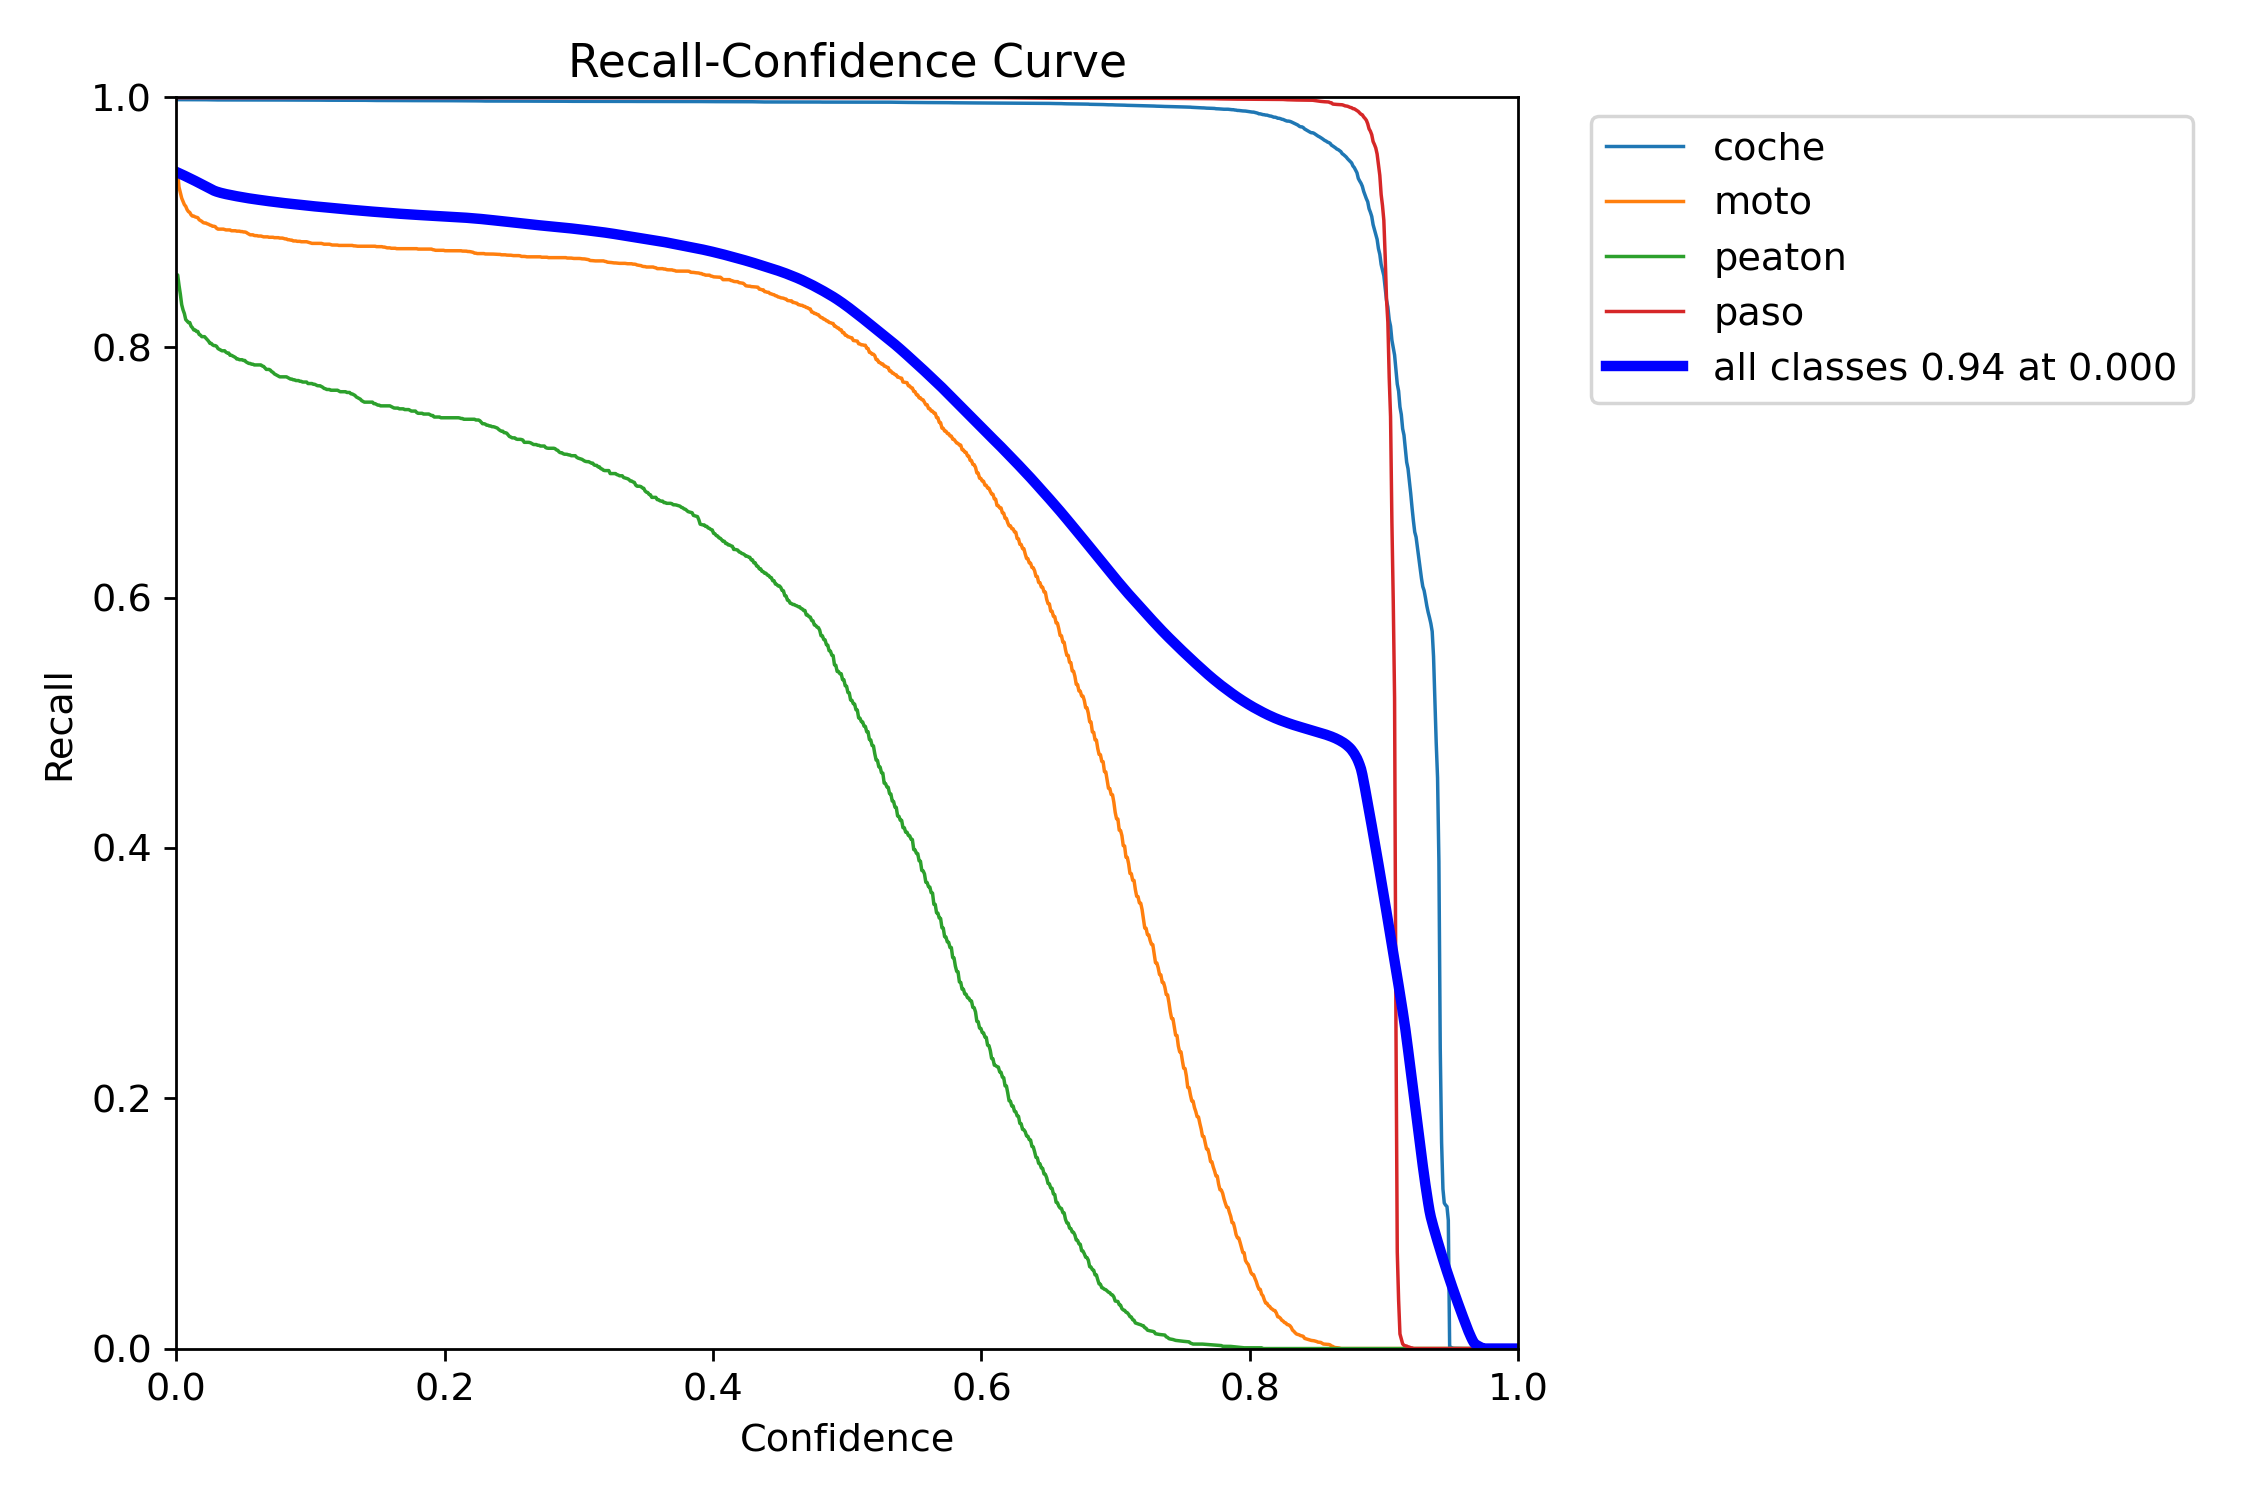 Recall-Confidence Curve
1.0
0.8
0.6
0.4
0.2
0.0
Recall
0.0 0.2 0.4 0.6 0.8 1.0
Confidence
coche
moto
peaton
paso
all classes 0.94 at 0.000